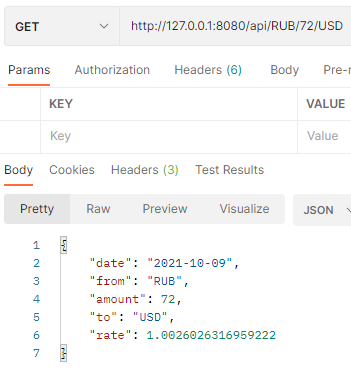 GET http://127.0.0.1:8080/api/RUB/72/USD
Params Authorization Headers (6) Body Pre-r
KEY VALUE
Key Value
Body Cookies Headers (3) Test Results
Pretty Raw Preview Visualize JSON
1 {
2 "date": "2021-10-09",
3 "from": "RUB",
4 "amount": 72,
5 "to": "USD",
6 "rate": 1.0026026316959222
7 }